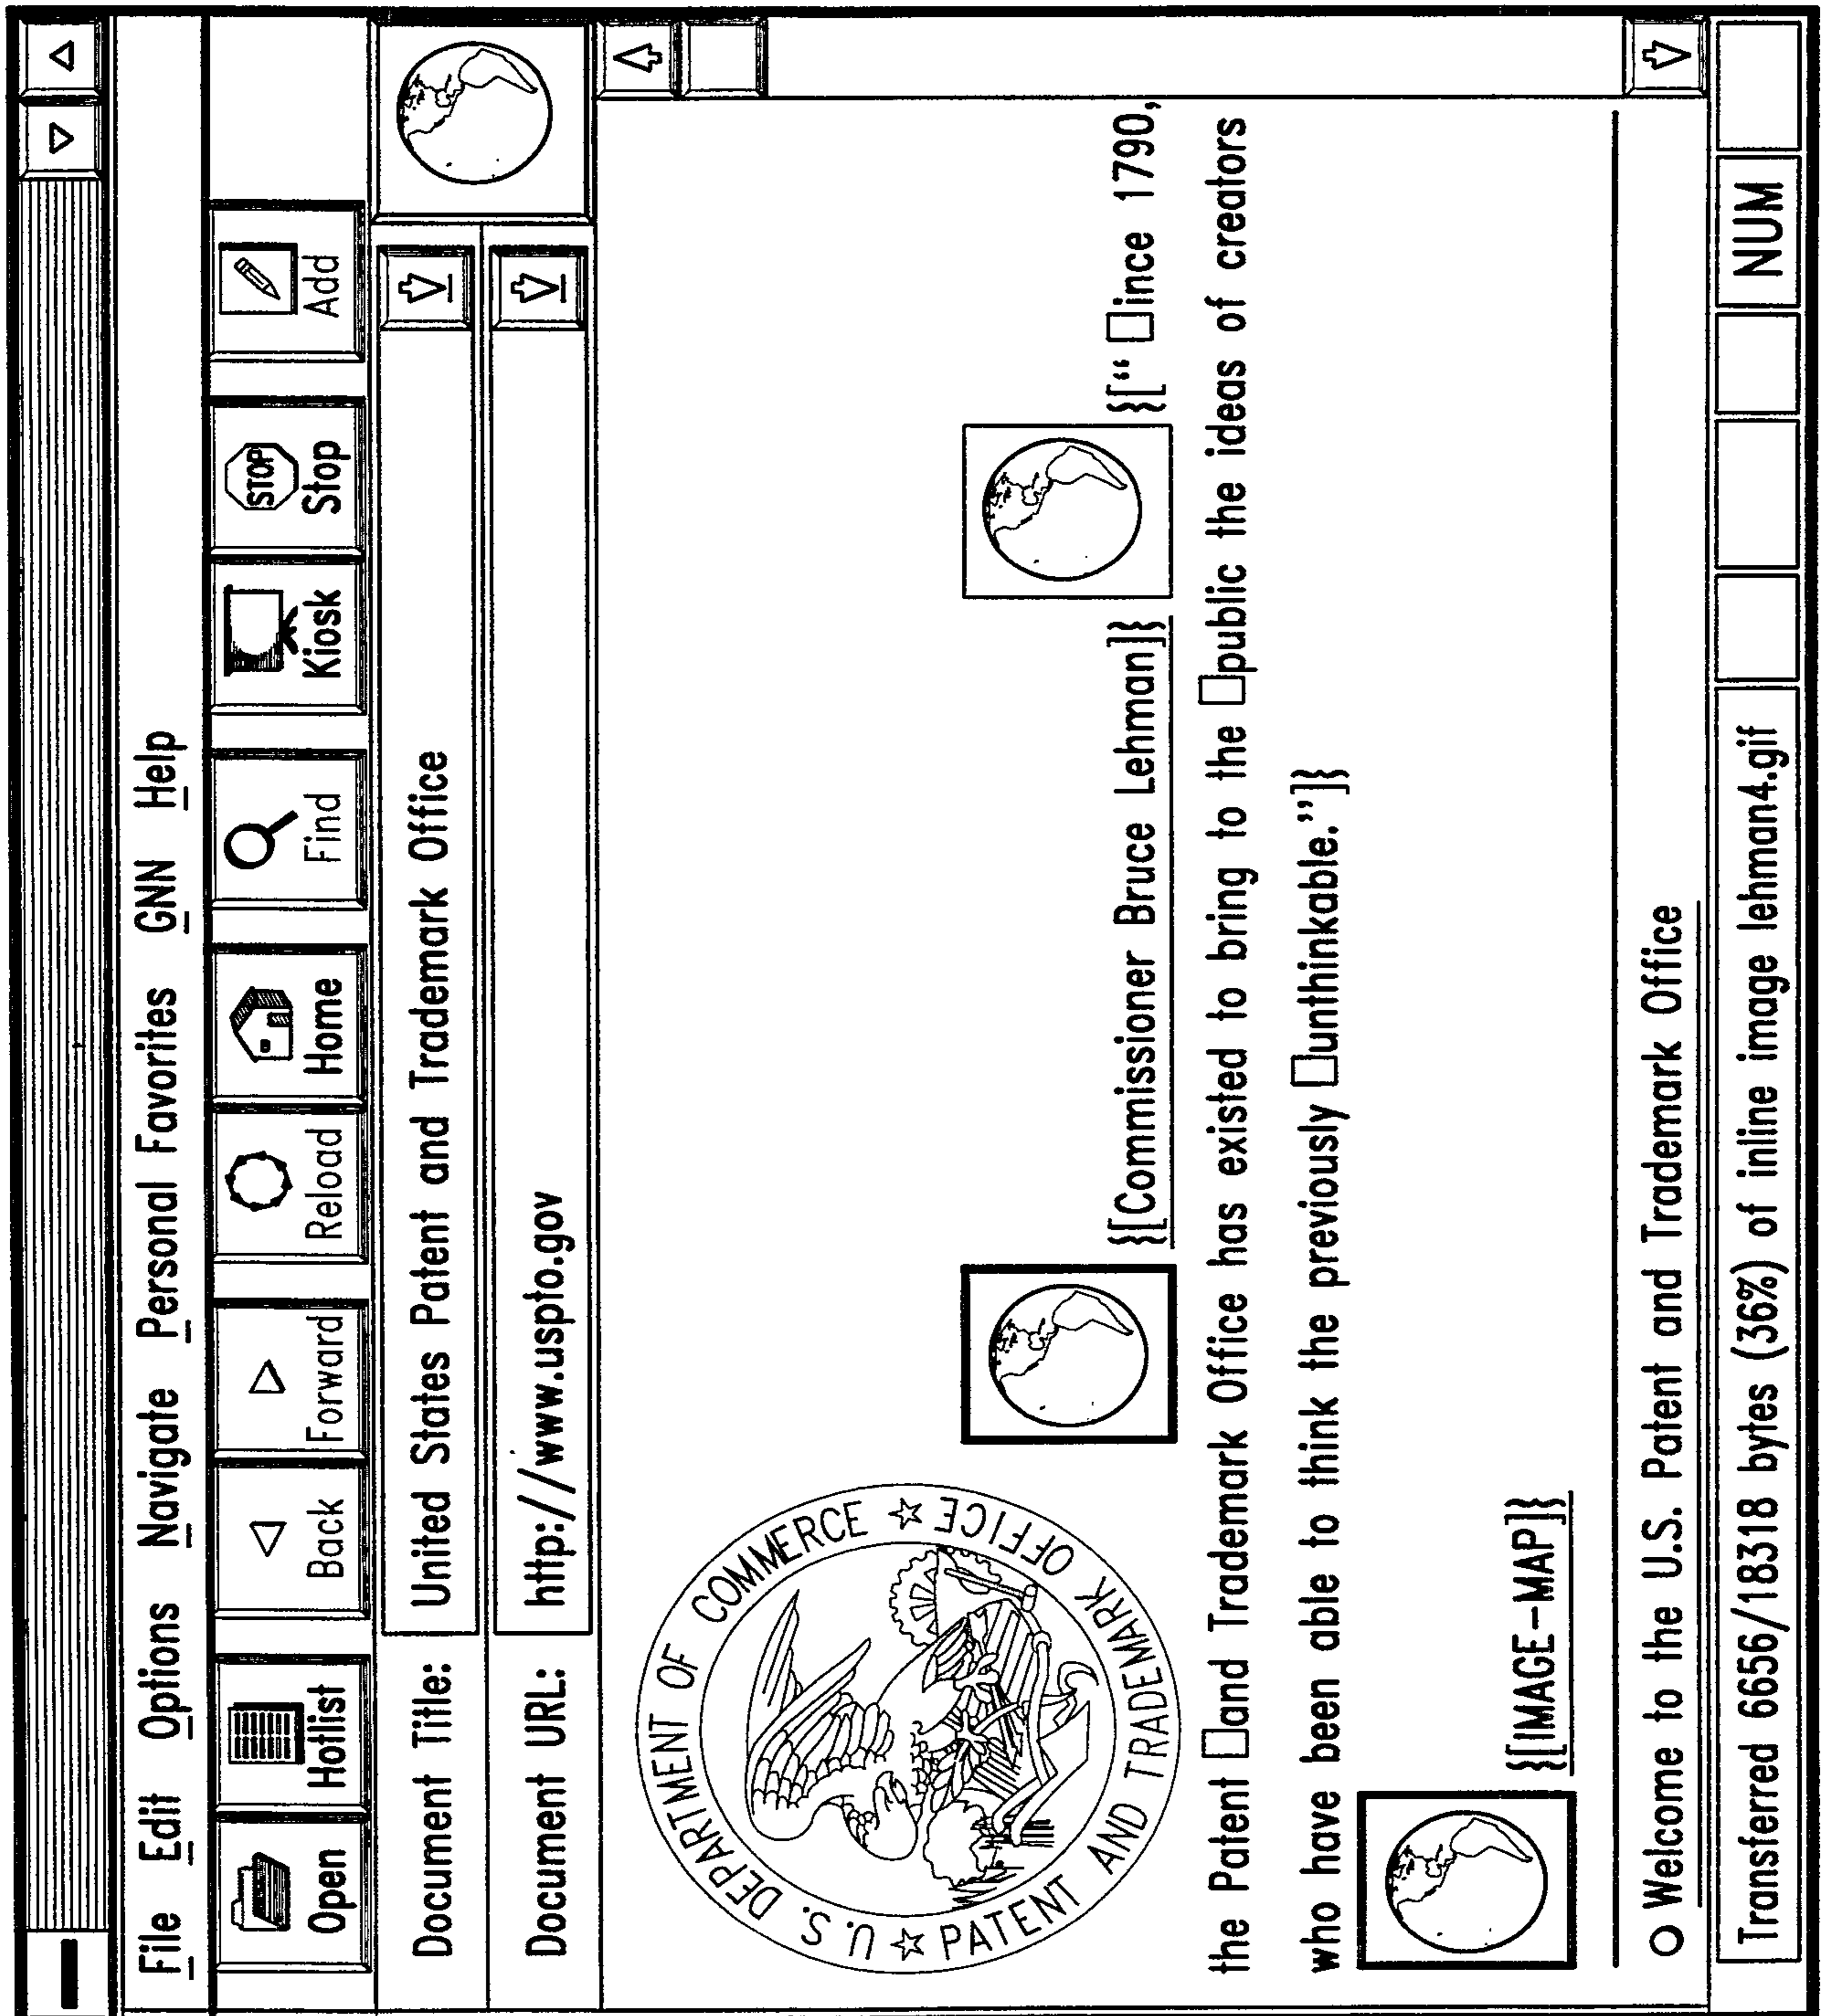 File Edit Options Navigate Personal Favorites GNN Help
Open Hotlist Back Forward Reload Home Find Kiosk STOP Stop Add
Document Title: United States Patent and Tradmark Office
Document URL: http://www.uspto.gov
U.S. DEPARTMENT OF COMMERCE ☆ PATENT AND TRADEMARK OFFICE ☆
{[Commissioner Bruce Lehman]} {[“ □ince 1790,
the Patent □and Trademark Office has existed to bring to the □public the ideas of creators
who have been able to think the previously □unthinkable.”]}
{[IMAGE-MAP]}
○ Welcome to the U.S. Patent and Trademark Office
Transferred 6656/18318 bytes (36%) of inline image lehman4.gif NUM